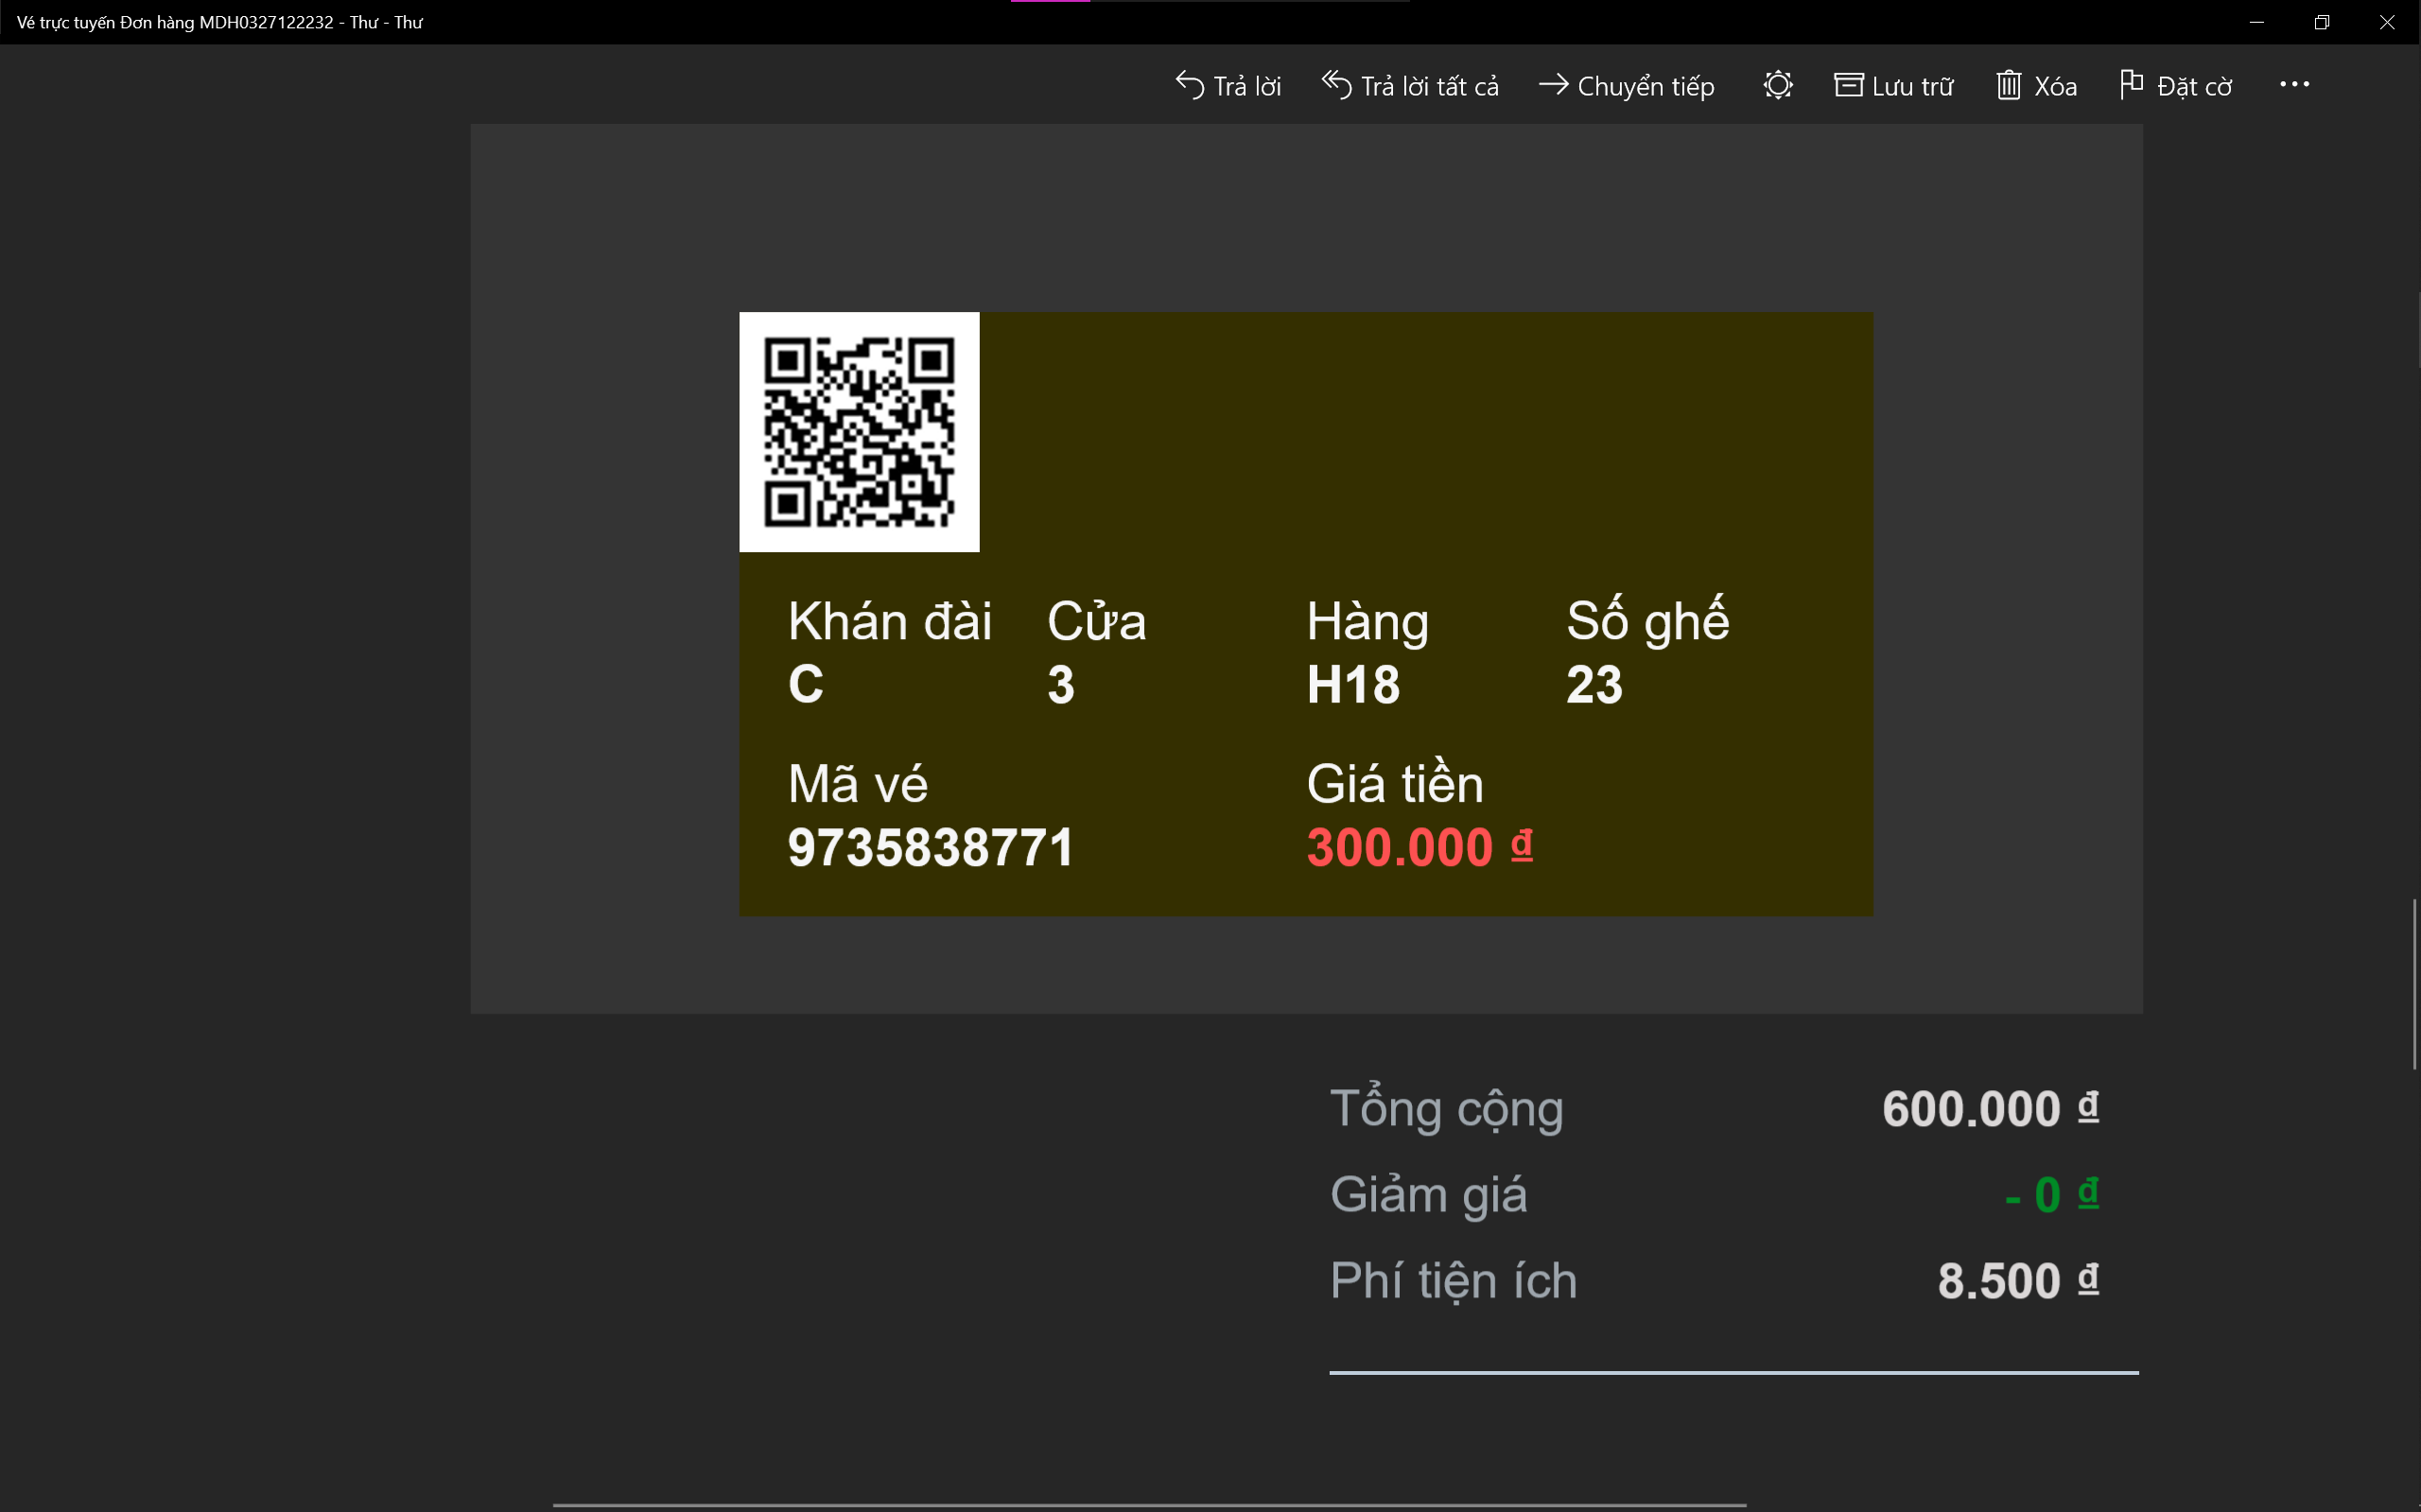 Vé trực tuyến Đơn hàng MDH0327122232 - Thư - Thư
Trả lời Trả lời tất cả Chuyển tiếp Lưu trữ Xóa Đặt cờ
Khán đài Cửa Hàng Số ghế
C 3 H18 23
Mã vé Giá tiền
9735838771 300.000 ₫
Tổng cộng 600.000 ₫
Giảm giá - 0 ₫
Phí tiện ích 8.500 ₫